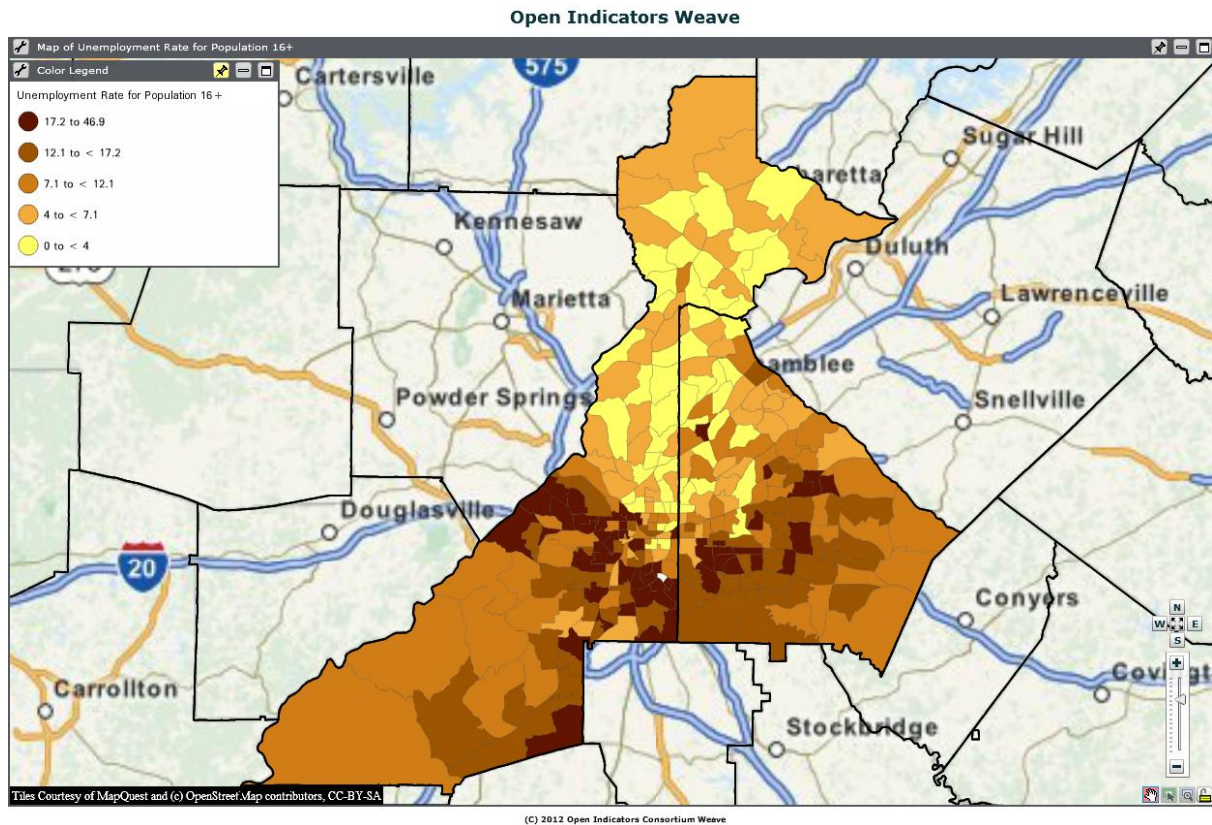 Open Indicators Weave
Map of Unemployment Rate for Population 16+
Color Legend
Unemployment Rate for Population 16+
17.2 to 46.9
12.1 to < 17.2
7.1 to < 12.1
4 to < 7.1
0 to < 4
575
Cartersville
Sugar Hill
aretta
Kennesaw
Duluth
Marietta
Lawrenceville
amblee
Powder Springs
Snellville
Douglasville
20
Conyers
N
W E
S
Carrollton
Stockbridge
Tiles Courtesy of MapQuest and (c) OpenStreetMap contributors, CC-BY-SA
(C) 2012 Open Indicators Consortium Weave